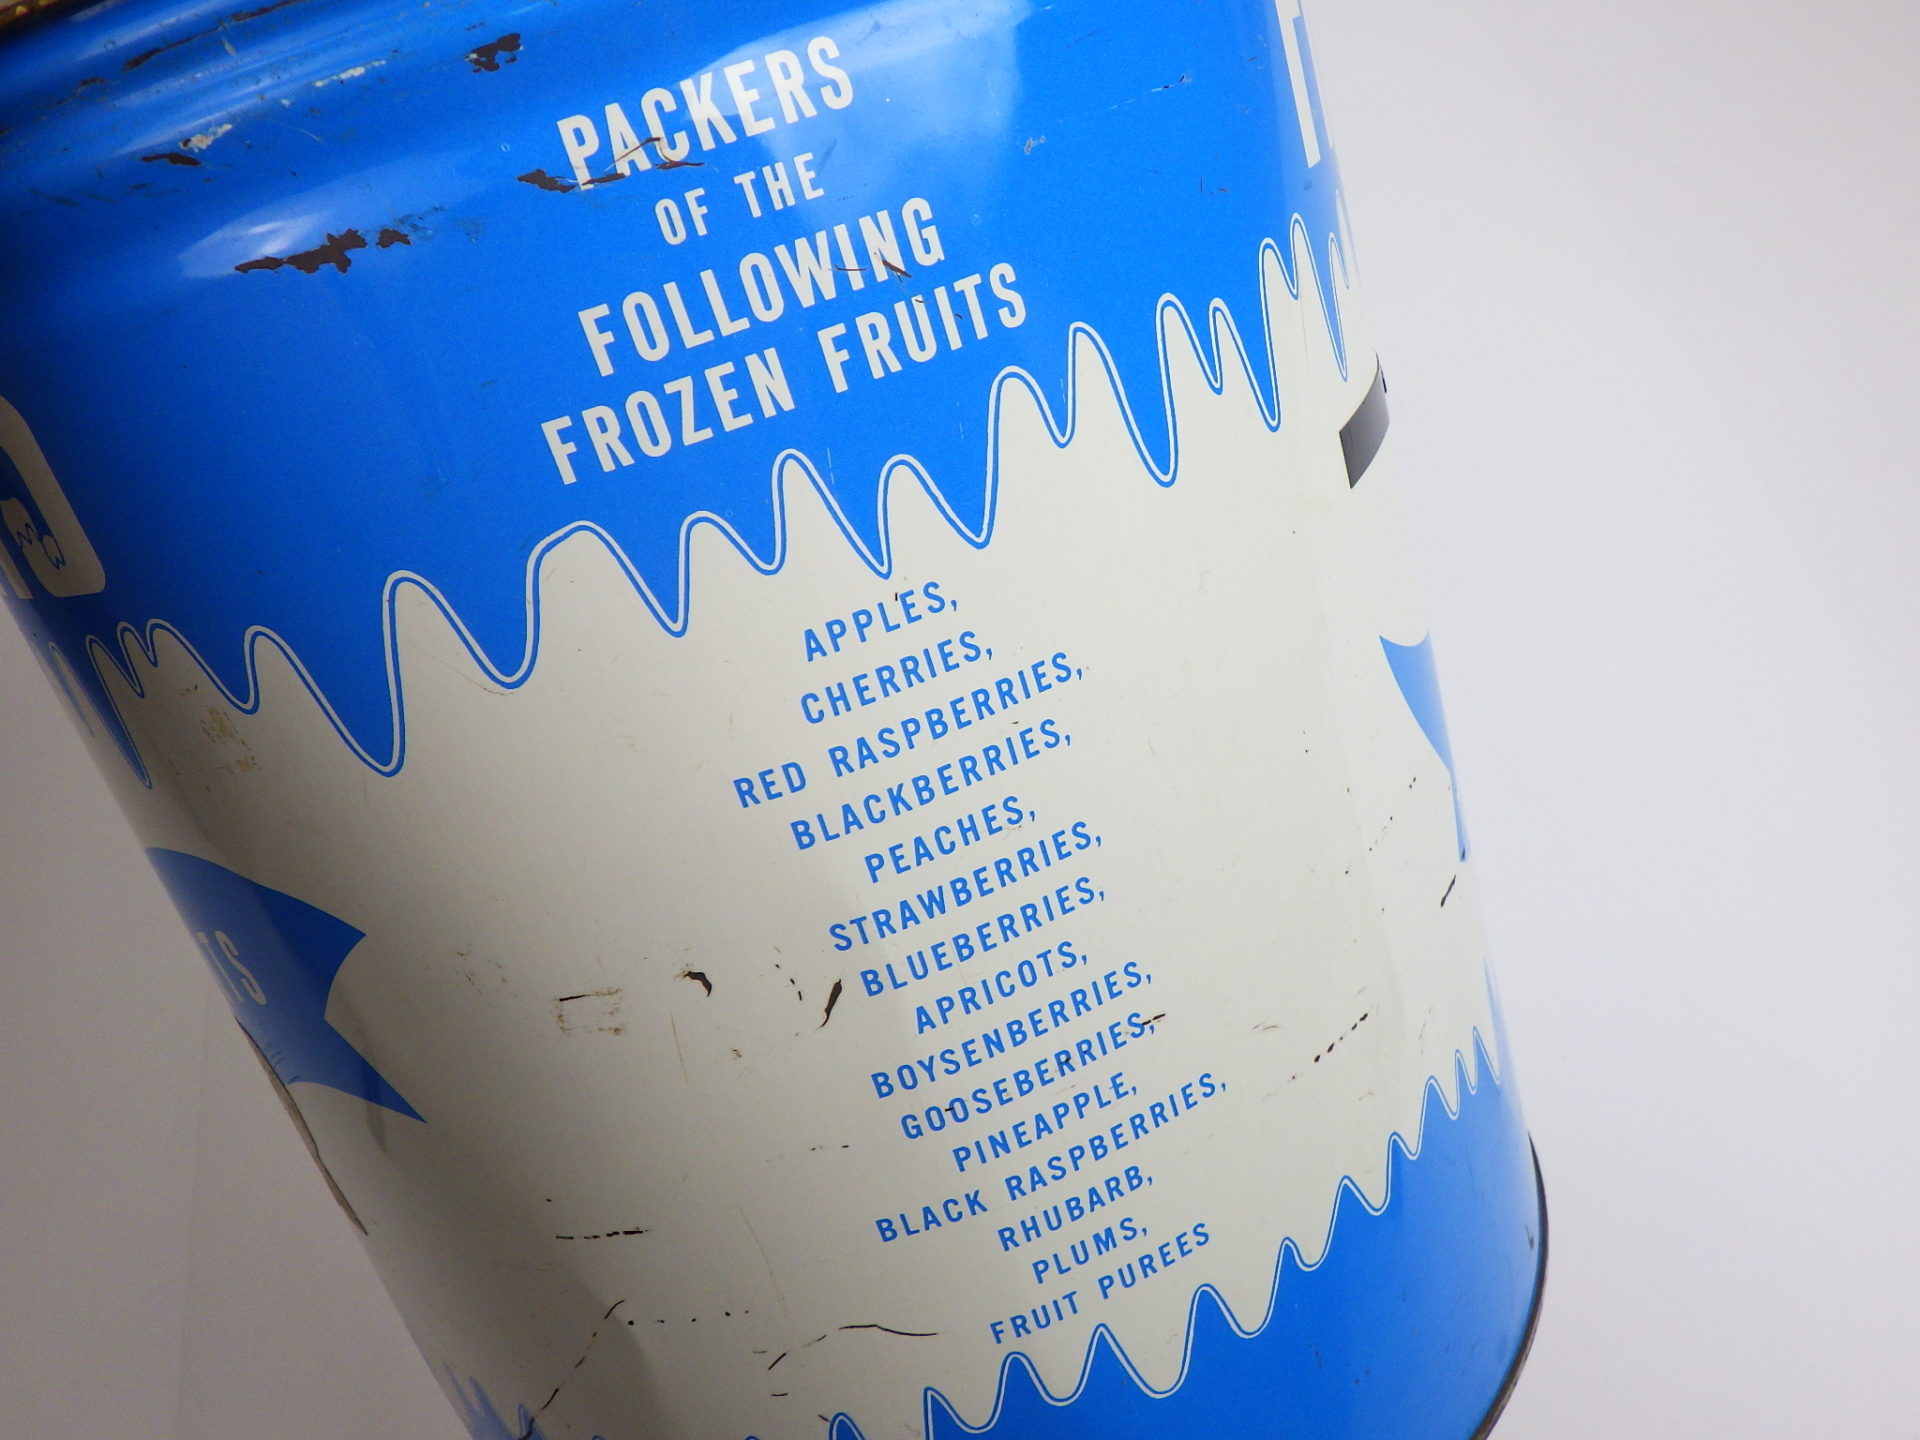 PACKERS
OF THE
FOLLOWING
FROZEN FRUITS
APPLES,
CHERRIES,
RED RASPBERRIES,
BLACKBERRIES,
PEACHES,
STRAWBERRIES,
BLUEBERRIES,
APRICOTS,
BOYSENBERRIES,
GOOSEBERRIES,
PINEAPPLE,
BLACK RASPBERRIES,
RHUBARB,
PLUMS,
FRUIT PUREES